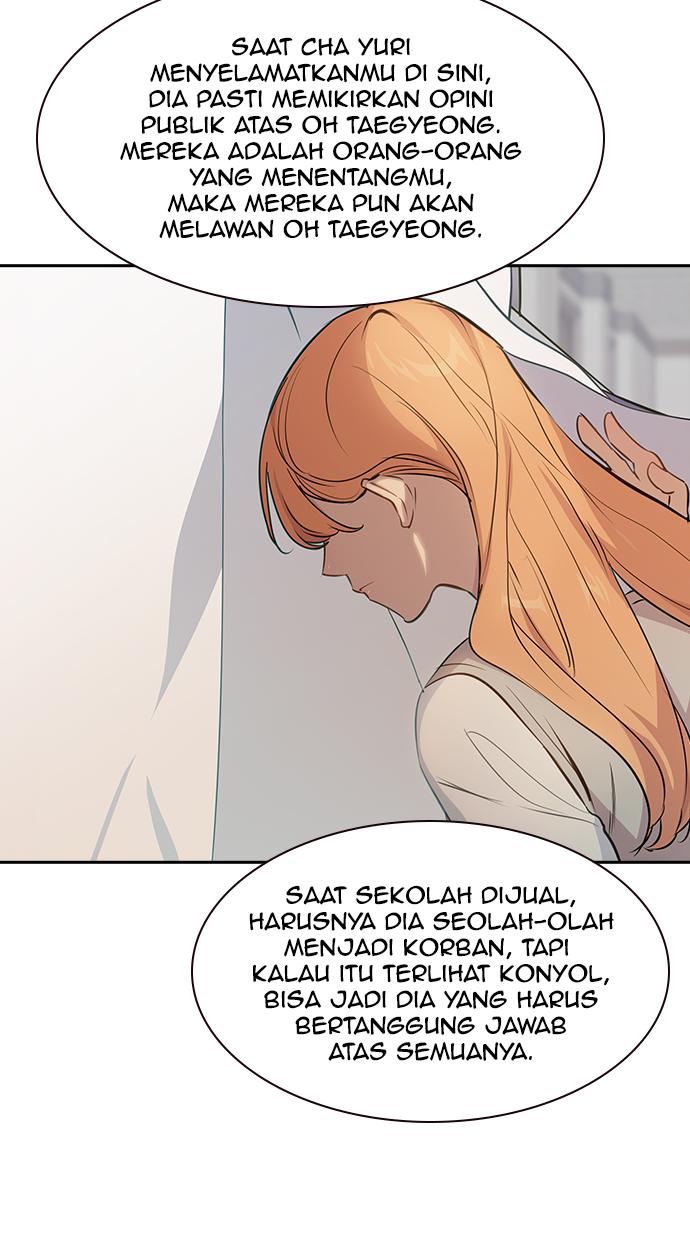 SAAT CHA YURI
MENYELAMATKANMU DI SINI,
DIA PASTI MEMIKIRKAN OPINI
PUBLIK ATAS OH TAEGYEONG.
MEREKA ADALAH ORANG-ORANG
YANG MENENTANGMU,
MAKA MEREKA PUN AKAN
MELAWAN OH TAEGYEONG.
SAAT SEKOLAH DIJUAL,
HARUSNYA DIA SEOLAH-OLAH
MENJADI KORBAN, TAPI
KALAU ITU TERLIHAT KONYOL,
BISA JADI DIA YANG HARUS
BERTANGGUNG JAWAB
ATAS SEMUANYA.